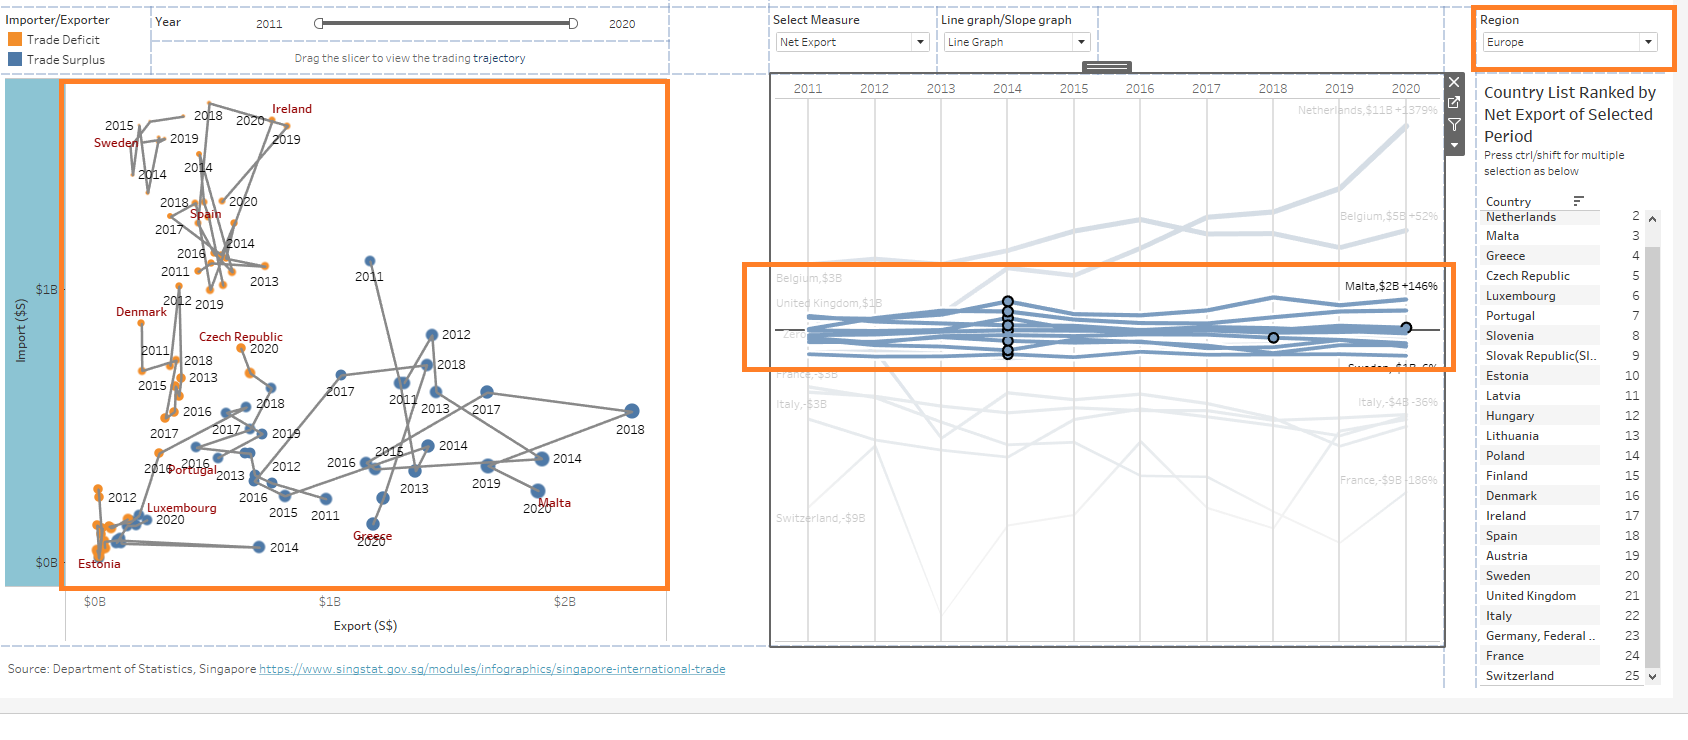 Importer/Exporter
Trade Deficit
Trade Surplus
Year
2011
2020
Drag the slicer to view the trading trajectory
Select Measure
Net Export
Line graph/Slope graph
Line Graph
Region
Europe
Import ($S)
$1B
$0B
2015
2018
2020
Ireland
Sweden
2019
2019
2014
2014
2018
2020
Spain
2017
2014
2016
2011
2013
2012
2019
Denmark
2011
Czech Republic
2020
2012
2011
2018
2018
2015
2013
2017
2011
2013
2017
2016
2018
2018
2017
2017
2019
2015
2014
2016
2016
Portugal
2013
2012
2016
2013
2019
2014
2012
2016
2015
2011
2020
Malta
Luxembourg
2020
Greece
2020
2014
Estonia
$0B
$1B
$2B
Export (S$)
2011
2012
2013
2014
2015
2016
2017
2018
2019
2020
Netherlands,$11B +1379%
Belgium,$5B +52%
Belgium,$3B
Malta,$2B +146%
United Kingdom,$1B
Zero
Sweden,-$1B -6%
France,-$3B
Italy,-$3B
Italy,-$4B -36%
France,-$9B -186%
Switzerland,-$9B
Country List Ranked by
Net Export of Selected
Period
Press ctrl/shift for multiple
selection as below
Country
Netherlands 2
Malta 3
Greece 4
Czech Republic 5
Luxembourg 6
Portugal 7
Slovenia 8
Slovak Republic(Sl.. 9
Estonia 10
Latvia 11
Hungary 12
Lithuania 13
Poland 14
Finland 15
Denmark 16
Ireland 17
Spain 18
Austria 19
Sweden 20
United Kingdom 21
Italy 22
Germany, Federal .. 23
France 24
Switzerland 25
Source: Department of Statistics, Singapore https://www.singstat.gov.sg/modules/infographics/singapore-international-trade